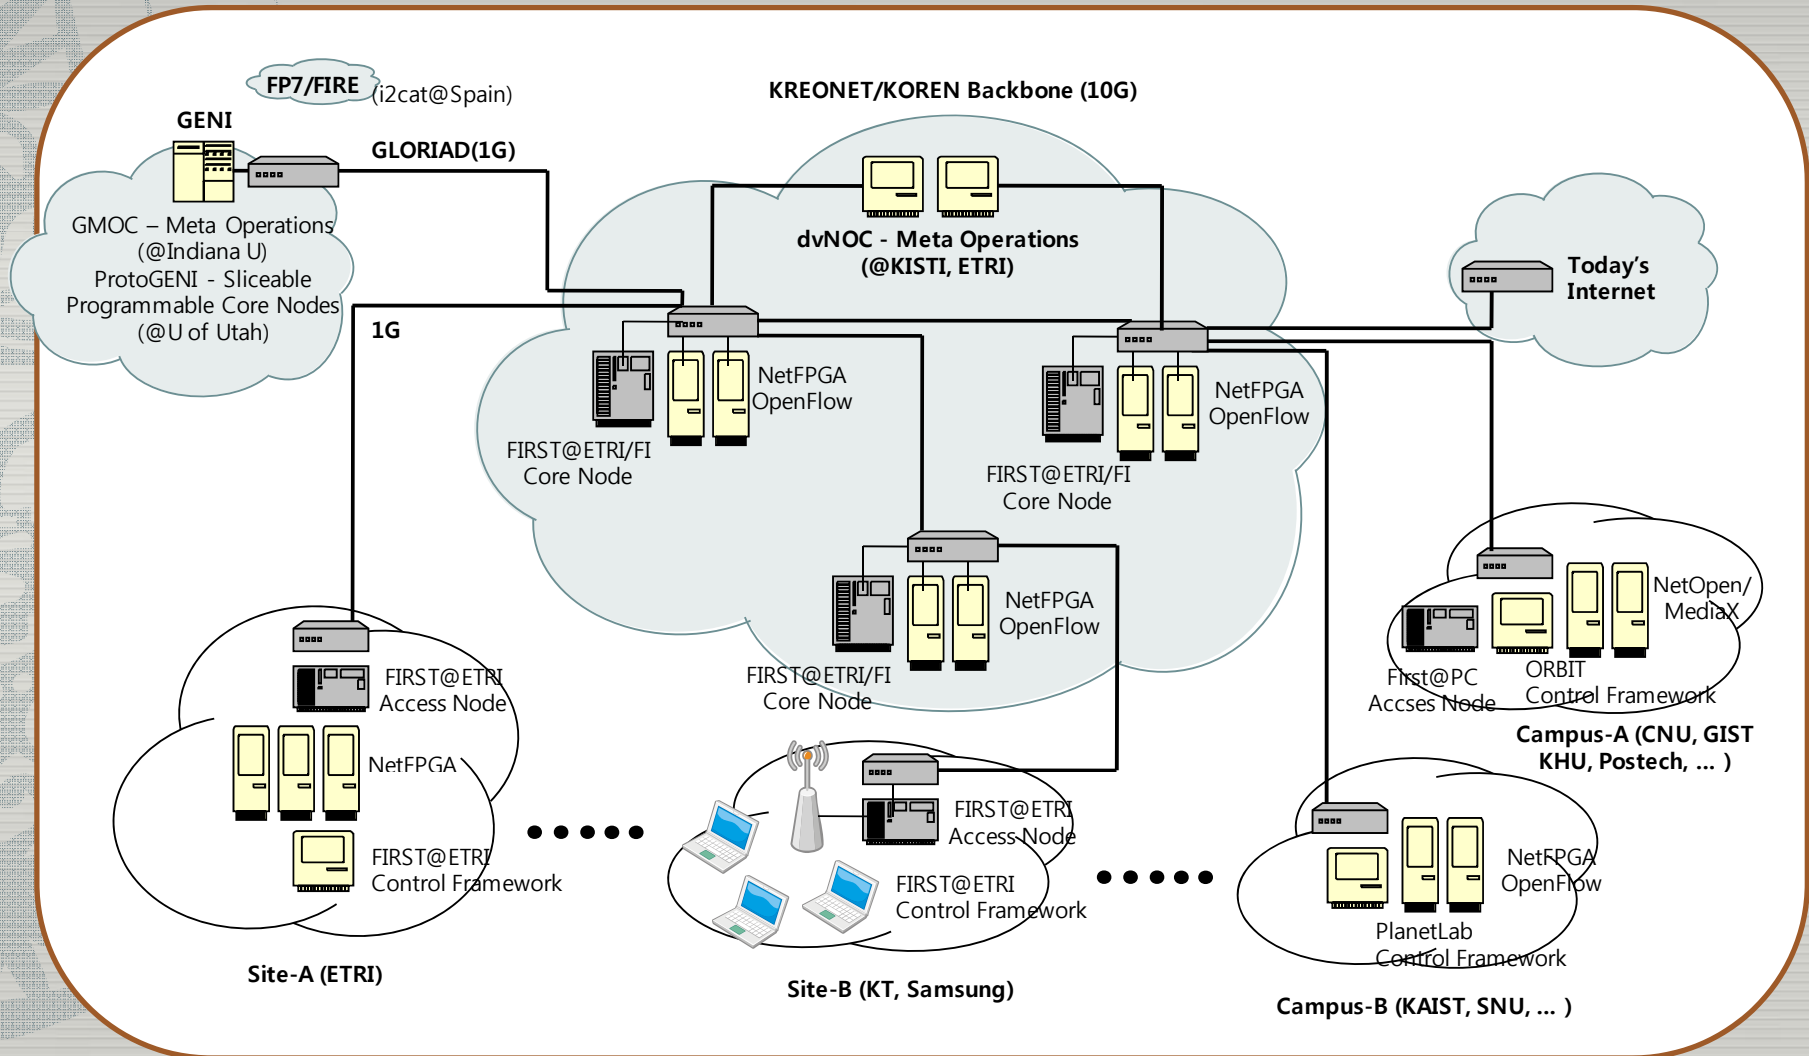 FP7/FIRE
(i2cat@Spain)
KREONET/KOREN Backbone (10G)
GENI
GLORIAD(1G)
GMOC – Meta Operations
(@Indiana U)
ProtoGENI - Sliceable
Programmable Core Nodes
(@U of Utah)
dvNOC - Meta Operations
(@KISTI, ETRI)
Today's
Internet
1G
NetFPGA
OpenFlow
FIRST@ETRI/FI
Core Node
NetFPGA
OpenFlow
FIRST@ETRI/FI
Core Node
NetFPGA
OpenFlow
FIRST@ETRI/FI
Core Node
NetOpen/
MediaX
First@PC
Accses Node
ORBIT
Control Framework
Campus-A (CNU, GIST
KHU, Postech, ... )
FIRST@ETRI
Access Node
NetFPGA
FIRST@ETRI
Control Framework
Site-A (ETRI)
FIRST@ETRI
Access Node
FIRST@ETRI
Control Framework
Site-B (KT, Samsung)
NetFPGA
OpenFlow
PlanetLab
Control Framework
Campus-B (KAIST, SNU, ... )